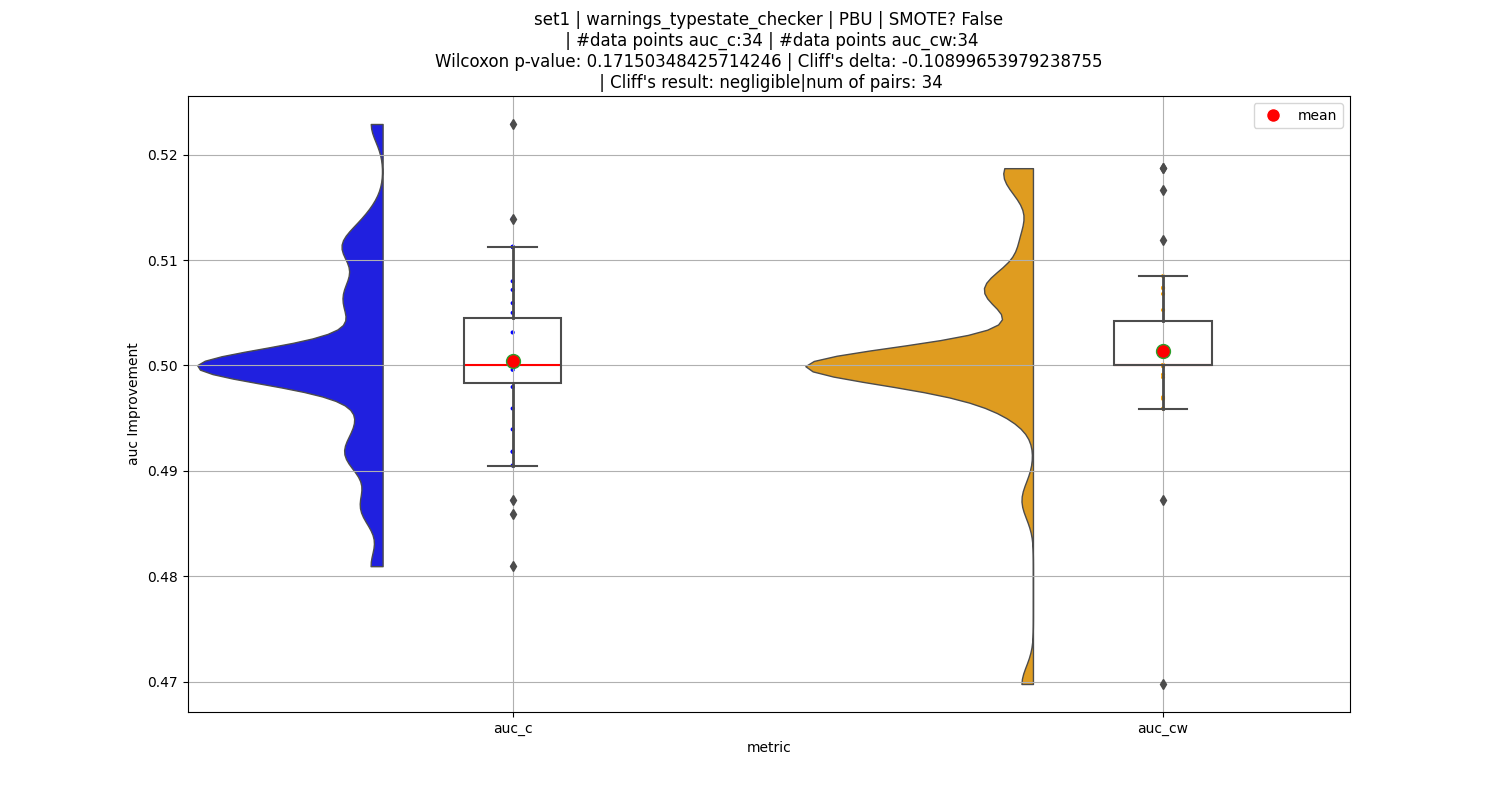 set1 | warnings_typestate_checker | PBU | SMOTE? False
| #data points auc_c:34 | #data points auc_cw:34
Wilcoxon p-value: 0.17150348425714246 | Cliff's delta: -0.10899653979238755
| Cliff's result: negligible|num of pairs: 34
mean
0.52
0.51
0.50
0.49
0.48
0.47
auc Improvement
auc_c
auc_cw
metric